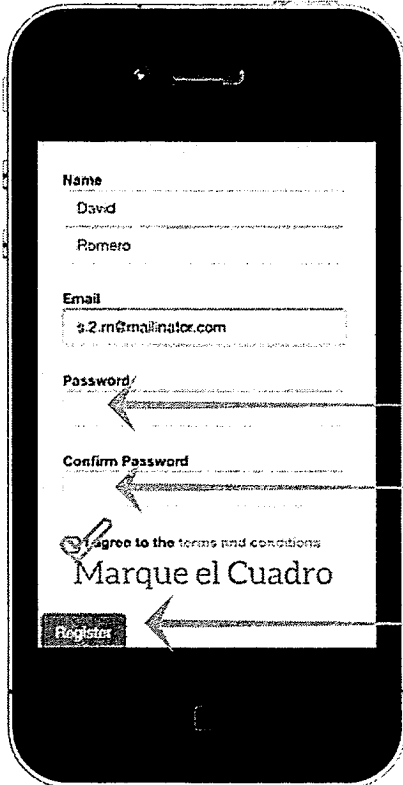 Name
David
Romero
Email
s.2.m@mailinator.com
Password
Confirm Password
I agree to the terms and conditions
Marque el Cuadro
Register